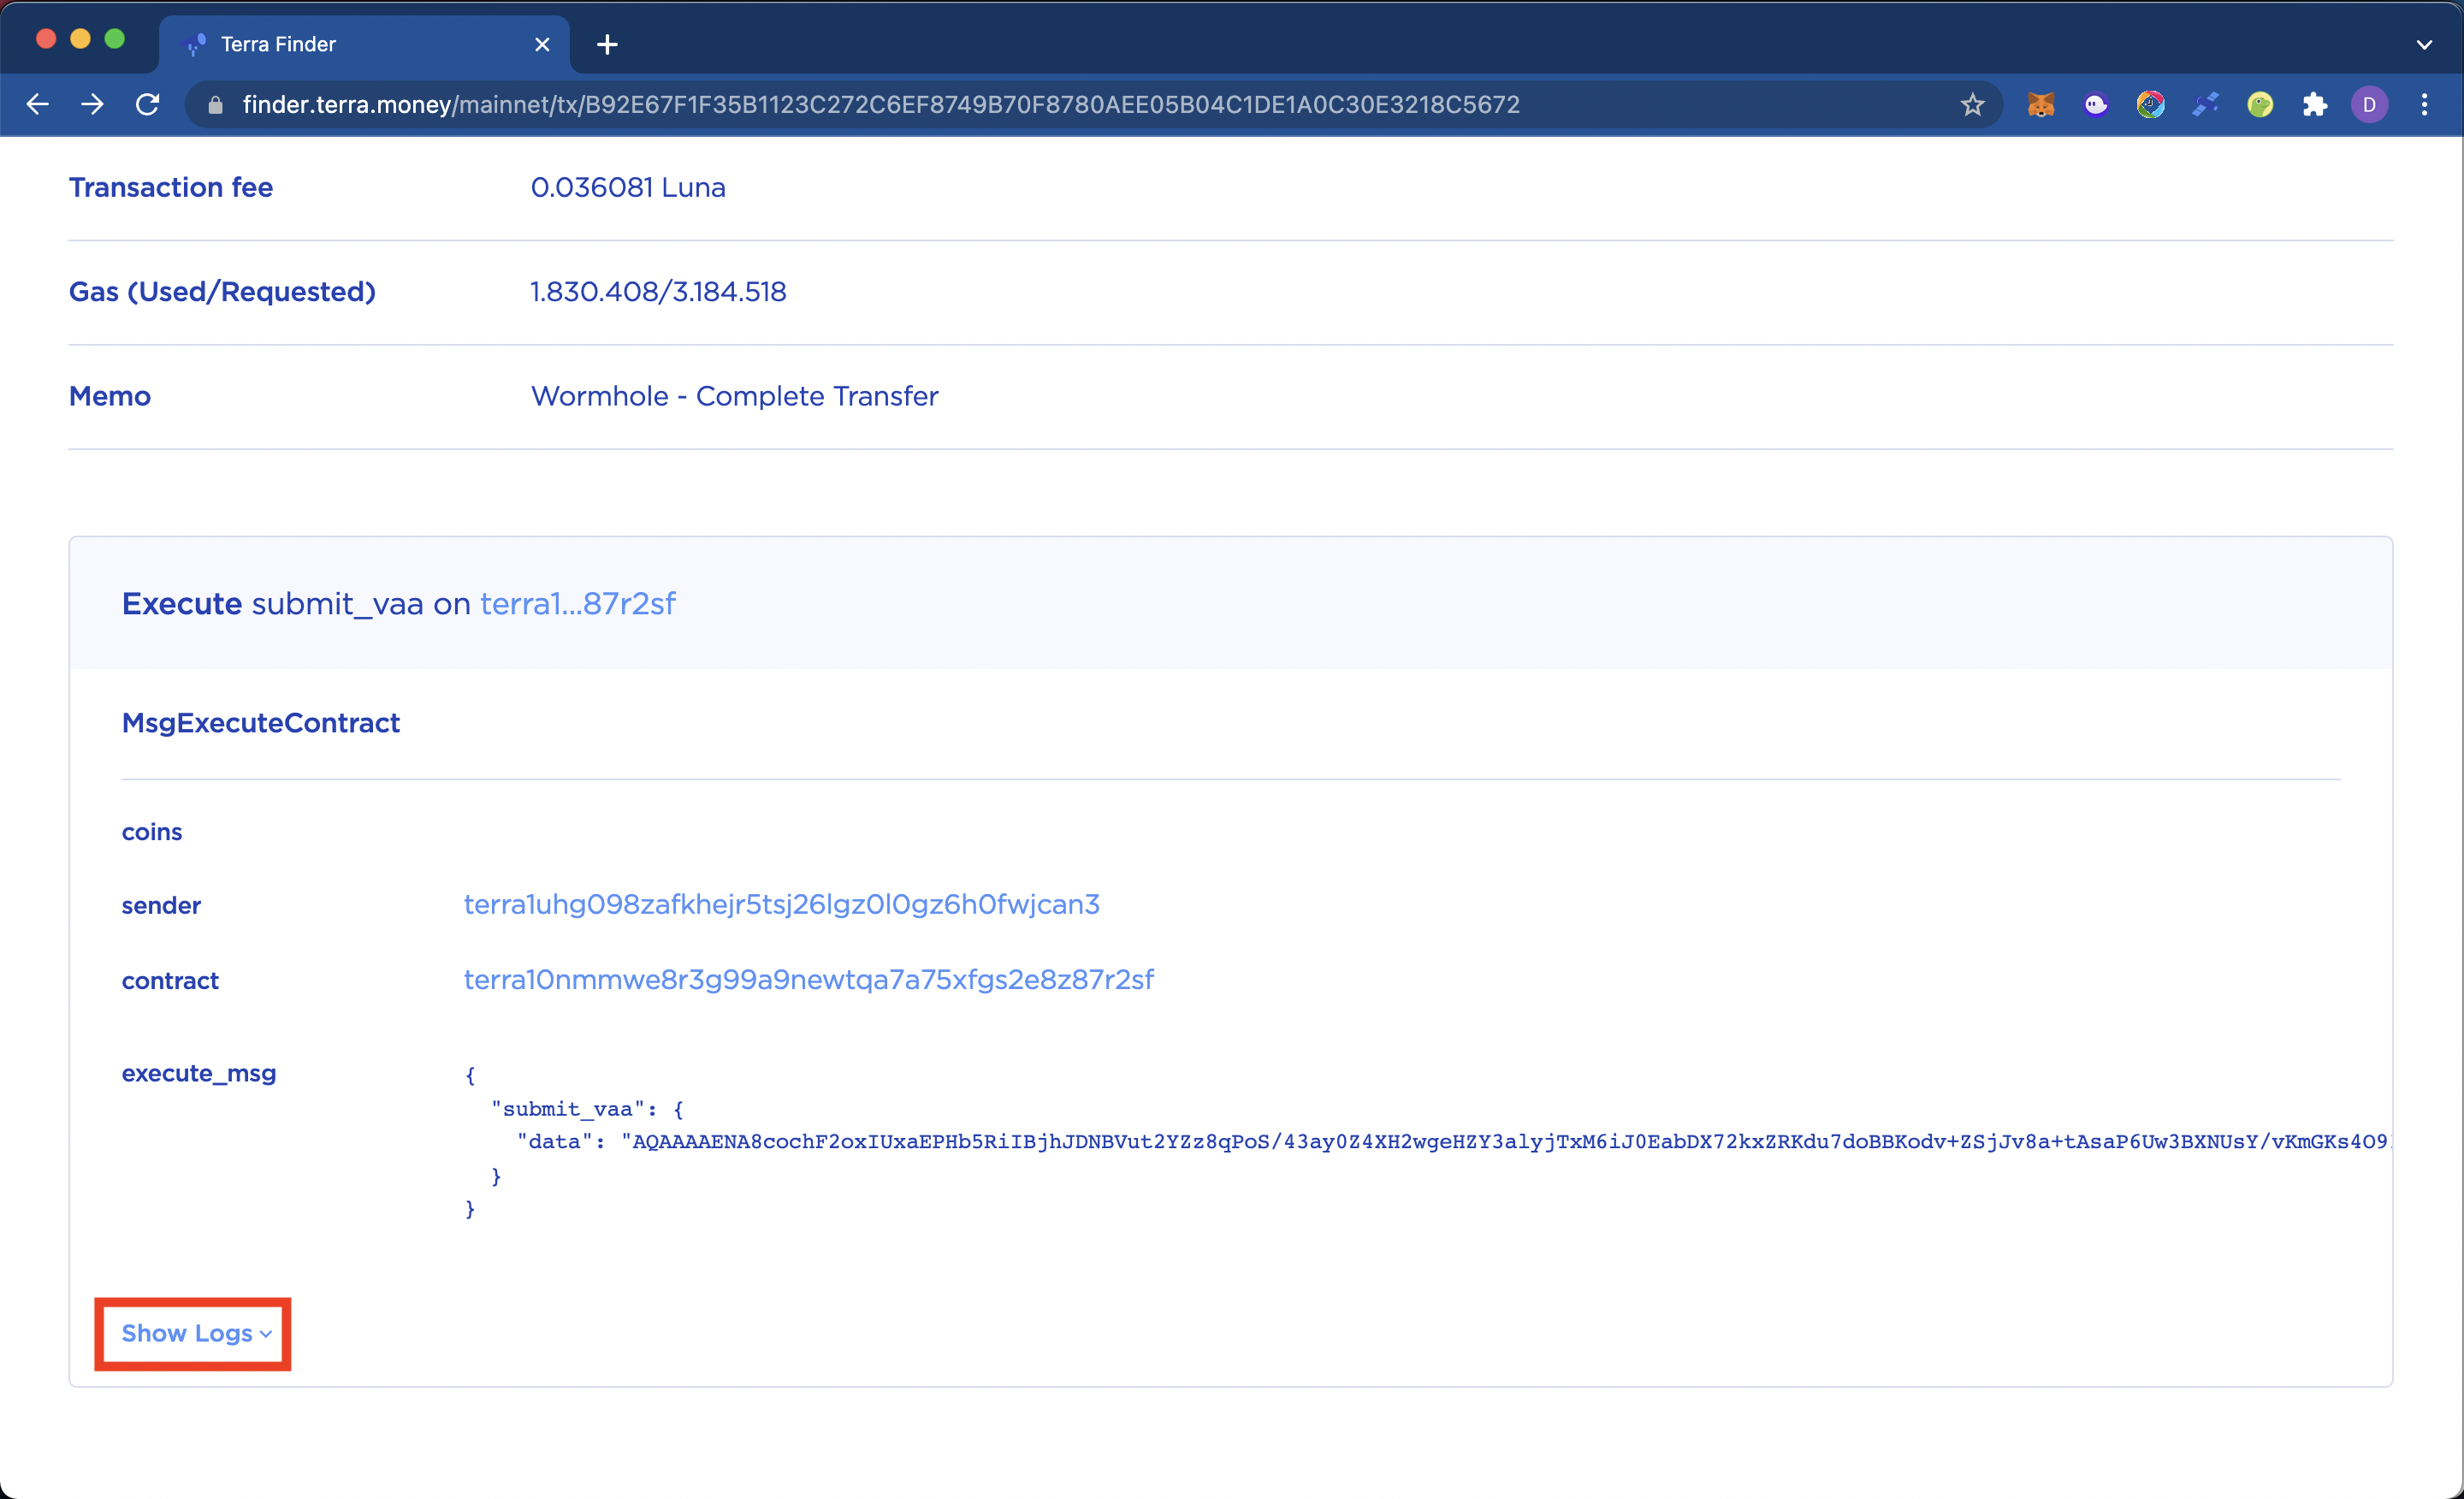 Terra Finder
finder.terra.money/mainnet/tx/B92E67F1F35B1123C272C6EF8749B70F8780AEE05B04C1DE1A0C30E3218C5672
D
Transaction fee 0.036081 Luna
Gas (Used/Requested) 1.830.408/3.184.518
Memo Wormhole - Complete Transfer
Execute submit_vaa on terra1...87r2sf
MsgExecuteContract
coins
sender terra1uhg098zafkhejr5tsj26lgz0l0gz6h0fwjcan3
contract terra10nmmwe8r3g99a9newtqa7a75xfgs2e8z87r2sf
execute_msg {
"submit_vaa": {
"data": "AQAAAAENA8cochF2oxIUxaEPHb5RiIBjhJDNBVut2YZz8qPoS/43ay0Z4XH2wgeHZY3alyjTxM6iJ0EabDX72kxZRKdu7doBBKodv+ZSjJv8a+tAsaP6Uw3BXNUsY/vKmGKs4O9
}
}
Show Logs